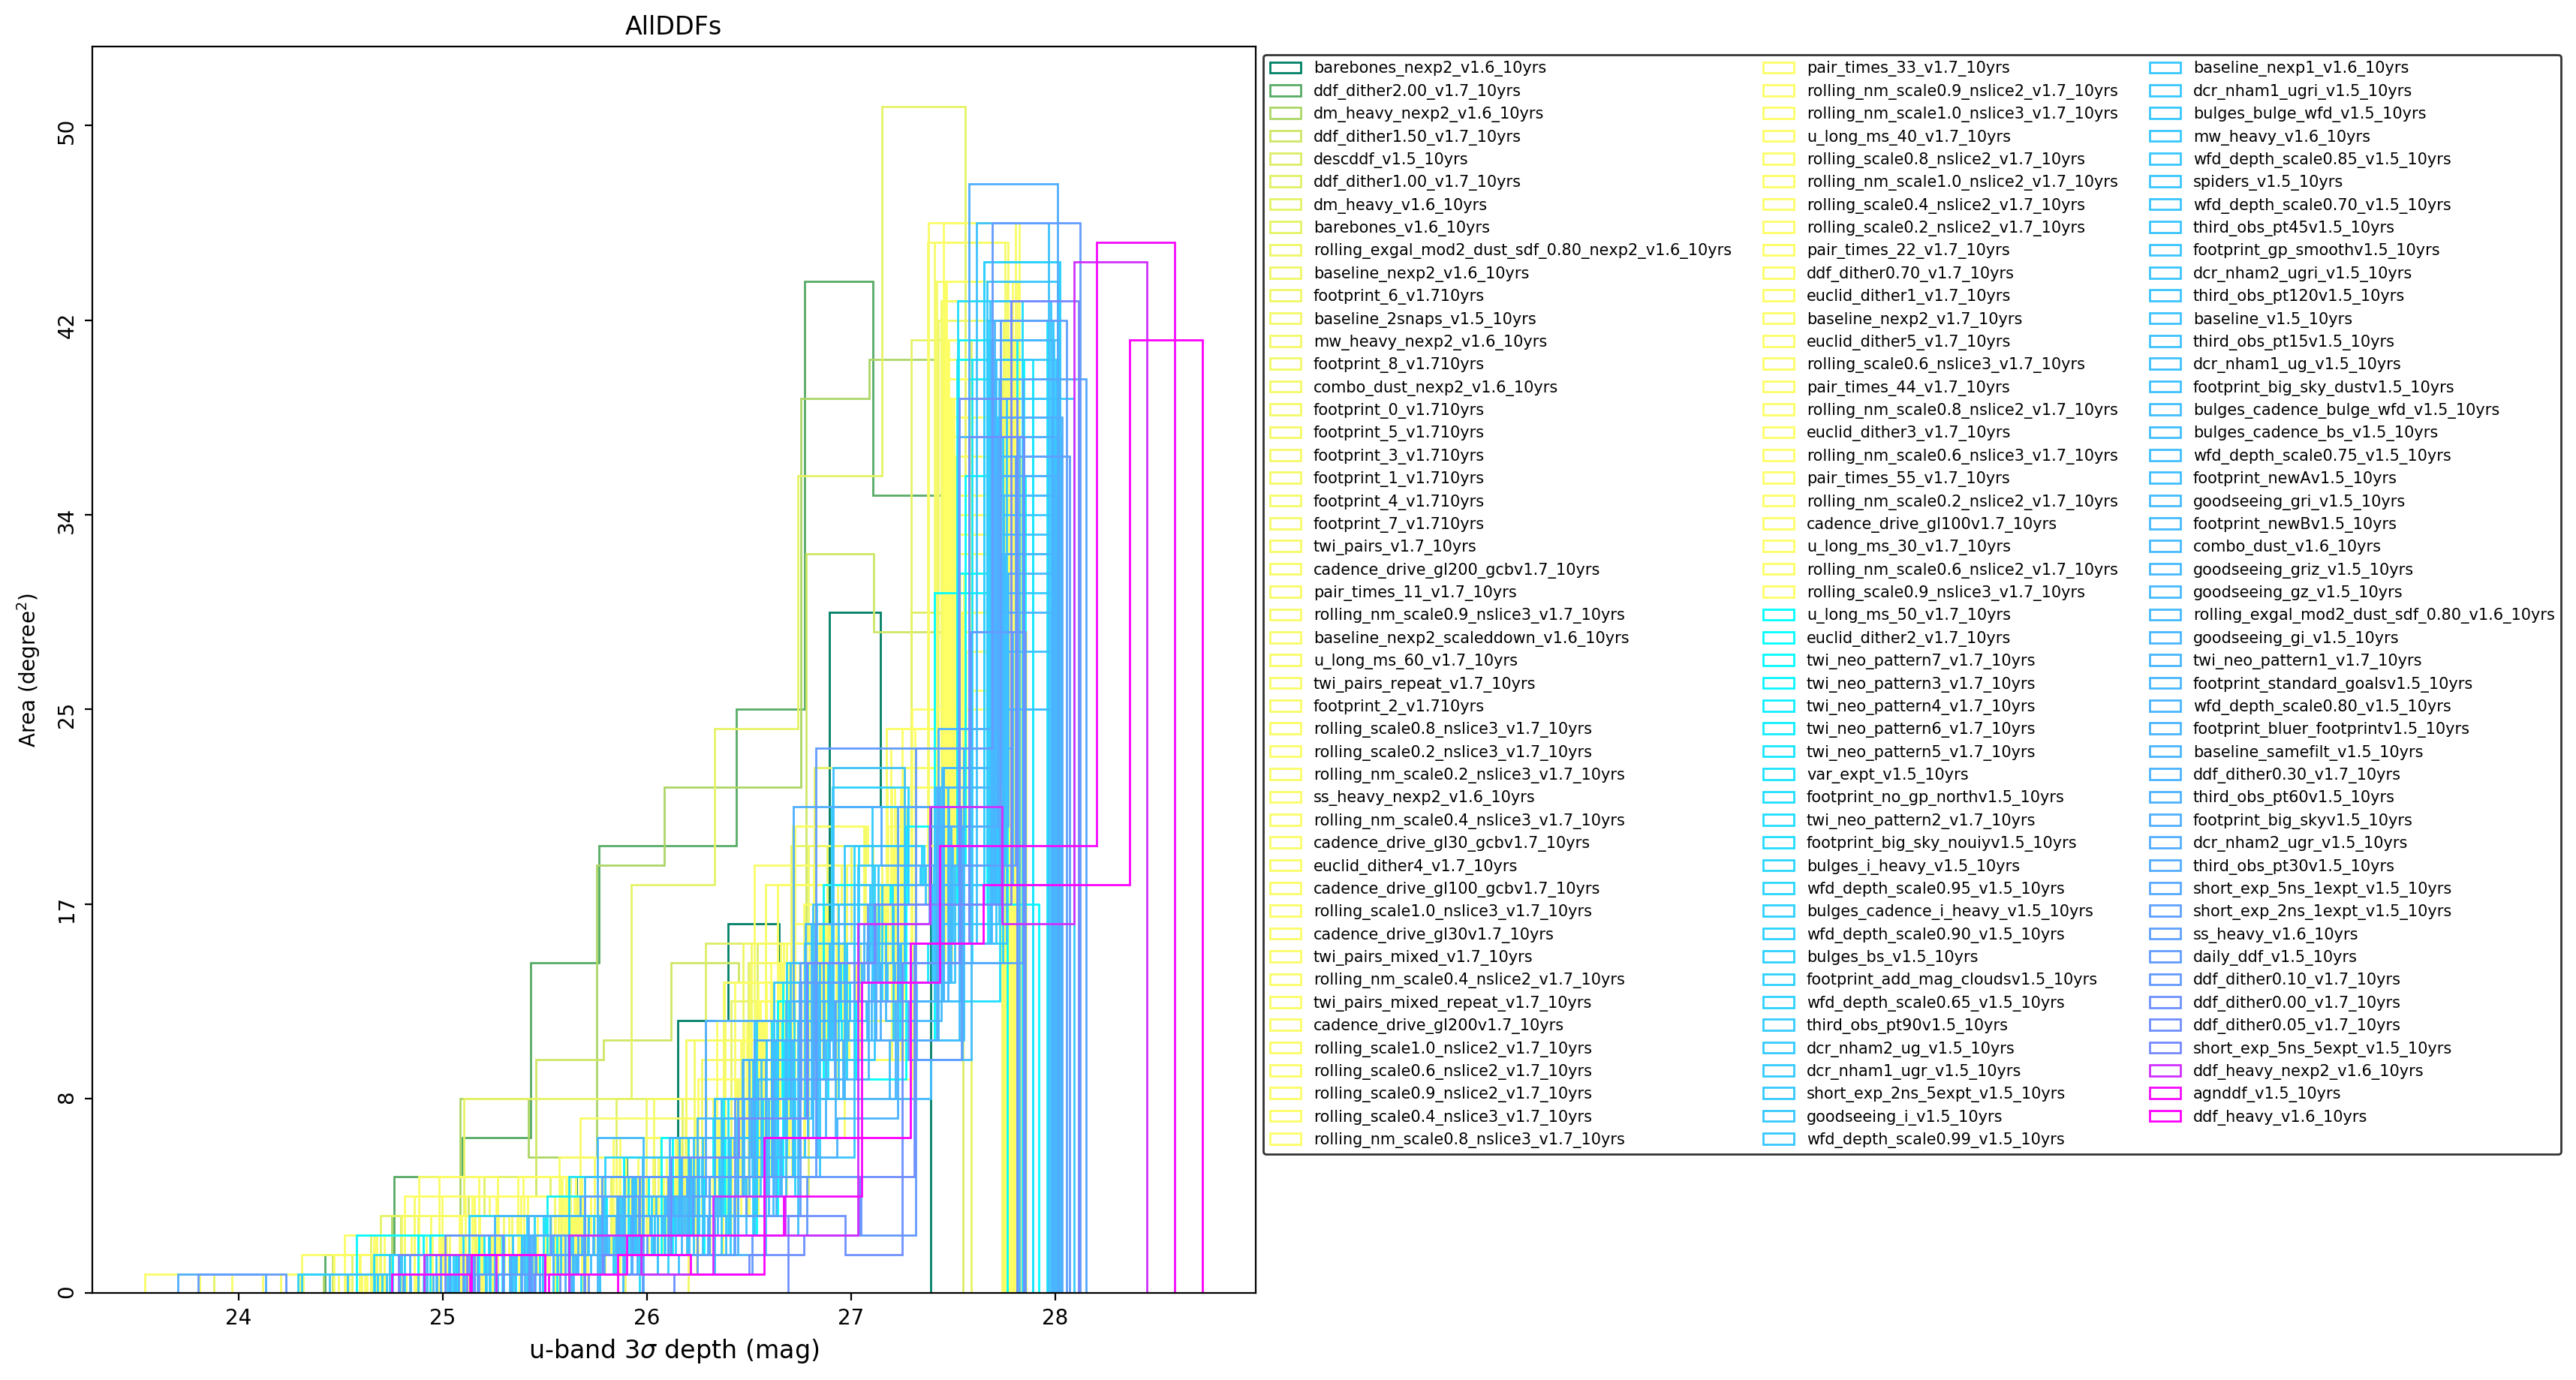 AllDDFs
50
42
34
25
17
8
0
Area (degree²)
24
25
26
27
28
u-band 3σ depth (mag)
barebones_nexp2_v1.6_10yrs
ddf_dither2.00_v1.7_10yrs
dm_heavy_nexp2_v1.6_10yrs
ddf_dither1.50_v1.7_10yrs
descddf_v1.5_10yrs
ddf_dither1.00_v1.7_10yrs
dm_heavy_v1.6_10yrs
barebones_v1.6_10yrs
rolling_exgal_mod2_dust_sdf_0.80_nexp2_v1.6_10yrs
baseline_nexp2_v1.6_10yrs
footprint_6_v1.710yrs
baseline_2snaps_v1.5_10yrs
mw_heavy_nexp2_v1.6_10yrs
footprint_8_v1.710yrs
combo_dust_nexp2_v1.6_10yrs
footprint_0_v1.710yrs
footprint_5_v1.710yrs
footprint_3_v1.710yrs
footprint_1_v1.710yrs
footprint_4_v1.710yrs
footprint_7_v1.710yrs
twi_pairs_v1.7_10yrs
cadence_drive_gl200_gcbv1.7_10yrs
pair_times_11_v1.7_10yrs
rolling_nm_scale0.9_nslice3_v1.7_10yrs
baseline_nexp2_scaleddown_v1.6_10yrs
u_long_ms_60_v1.7_10yrs
twi_pairs_repeat_v1.7_10yrs
footprint_2_v1.710yrs
rolling_scale0.8_nslice3_v1.7_10yrs
rolling_scale0.2_nslice3_v1.7_10yrs
rolling_nm_scale0.2_nslice3_v1.7_10yrs
ss_heavy_nexp2_v1.6_10yrs
rolling_nm_scale0.4_nslice3_v1.7_10yrs
cadence_drive_gl30_gcbv1.7_10yrs
euclid_dither4_v1.7_10yrs
cadence_drive_gl100_gcbv1.7_10yrs
rolling_scale1.0_nslice3_v1.7_10yrs
cadence_drive_gl30v1.7_10yrs
twi_pairs_mixed_v1.7_10yrs
rolling_nm_scale0.4_nslice2_v1.7_10yrs
twi_pairs_mixed_repeat_v1.7_10yrs
cadence_drive_gl200v1.7_10yrs
rolling_scale1.0_nslice2_v1.7_10yrs
rolling_scale0.6_nslice2_v1.7_10yrs
rolling_scale0.9_nslice2_v1.7_10yrs
rolling_scale0.4_nslice3_v1.7_10yrs
rolling_nm_scale0.8_nslice3_v1.7_10yrs
pair_times_33_v1.7_10yrs
rolling_nm_scale0.9_nslice2_v1.7_10yrs
rolling_nm_scale1.0_nslice3_v1.7_10yrs
u_long_ms_40_v1.7_10yrs
rolling_scale0.8_nslice2_v1.7_10yrs
rolling_nm_scale1.0_nslice2_v1.7_10yrs
rolling_scale0.4_nslice2_v1.7_10yrs
rolling_scale0.2_nslice2_v1.7_10yrs
pair_times_22_v1.7_10yrs
ddf_dither0.70_v1.7_10yrs
euclid_dither1_v1.7_10yrs
baseline_nexp2_v1.7_10yrs
euclid_dither5_v1.7_10yrs
rolling_scale0.6_nslice3_v1.7_10yrs
pair_times_44_v1.7_10yrs
rolling_nm_scale0.8_nslice2_v1.7_10yrs
euclid_dither3_v1.7_10yrs
rolling_nm_scale0.6_nslice3_v1.7_10yrs
pair_times_55_v1.7_10yrs
rolling_nm_scale0.2_nslice2_v1.7_10yrs
cadence_drive_gl100v1.7_10yrs
u_long_ms_30_v1.7_10yrs
rolling_nm_scale0.6_nslice2_v1.7_10yrs
rolling_scale0.9_nslice3_v1.7_10yrs
u_long_ms_50_v1.7_10yrs
euclid_dither2_v1.7_10yrs
twi_neo_pattern7_v1.7_10yrs
twi_neo_pattern3_v1.7_10yrs
twi_neo_pattern4_v1.7_10yrs
twi_neo_pattern6_v1.7_10yrs
twi_neo_pattern5_v1.7_10yrs
var_expt_v1.5_10yrs
footprint_no_gp_northv1.5_10yrs
twi_neo_pattern2_v1.7_10yrs
footprint_big_sky_nouiyv1.5_10yrs
bulges_i_heavy_v1.5_10yrs
wfd_depth_scale0.95_v1.5_10yrs
bulges_cadence_i_heavy_v1.5_10yrs
wfd_depth_scale0.90_v1.5_10yrs
bulges_bs_v1.5_10yrs
footprint_add_mag_cloudsv1.5_10yrs
wfd_depth_scale0.65_v1.5_10yrs
third_obs_pt90v1.5_10yrs
dcr_nham2_ug_v1.5_10yrs
dcr_nham1_ugr_v1.5_10yrs
short_exp_2ns_5expt_v1.5_10yrs
goodseeing_i_v1.5_10yrs
wfd_depth_scale0.99_v1.5_10yrs
baseline_nexp1_v1.6_10yrs
dcr_nham1_ugri_v1.5_10yrs
bulges_bulge_wfd_v1.5_10yrs
mw_heavy_v1.6_10yrs
wfd_depth_scale0.85_v1.5_10yrs
spiders_v1.5_10yrs
wfd_depth_scale0.70_v1.5_10yrs
third_obs_pt45v1.5_10yrs
footprint_gp_smoothv1.5_10yrs
dcr_nham2_ugri_v1.5_10yrs
third_obs_pt120v1.5_10yrs
baseline_v1.5_10yrs
third_obs_pt15v1.5_10yrs
dcr_nham1_ug_v1.5_10yrs
footprint_big_sky_dustv1.5_10yrs
bulges_cadence_bulge_wfd_v1.5_10yrs
bulges_cadence_bs_v1.5_10yrs
wfd_depth_scale0.75_v1.5_10yrs
footprint_newAv1.5_10yrs
goodseeing_gri_v1.5_10yrs
footprint_newBv1.5_10yrs
combo_dust_v1.6_10yrs
goodseeing_griz_v1.5_10yrs
goodseeing_gz_v1.5_10yrs
rolling_exgal_mod2_dust_sdf_0.80_v1.6_10yrs
goodseeing_gi_v1.5_10yrs
twi_neo_pattern1_v1.7_10yrs
footprint_standard_goalsv1.5_10yrs
wfd_depth_scale0.80_v1.5_10yrs
footprint_bluer_footprintv1.5_10yrs
baseline_samefilt_v1.5_10yrs
ddf_dither0.30_v1.7_10yrs
third_obs_pt60v1.5_10yrs
footprint_big_skyv1.5_10yrs
dcr_nham2_ugr_v1.5_10yrs
third_obs_pt30v1.5_10yrs
short_exp_5ns_1expt_v1.5_10yrs
short_exp_2ns_1expt_v1.5_10yrs
ss_heavy_v1.6_10yrs
daily_ddf_v1.5_10yrs
ddf_dither0.10_v1.7_10yrs
ddf_dither0.00_v1.7_10yrs
ddf_dither0.05_v1.7_10yrs
short_exp_5ns_5expt_v1.5_10yrs
ddf_heavy_nexp2_v1.6_10yrs
agnddf_v1.5_10yrs
ddf_heavy_v1.6_10yrs